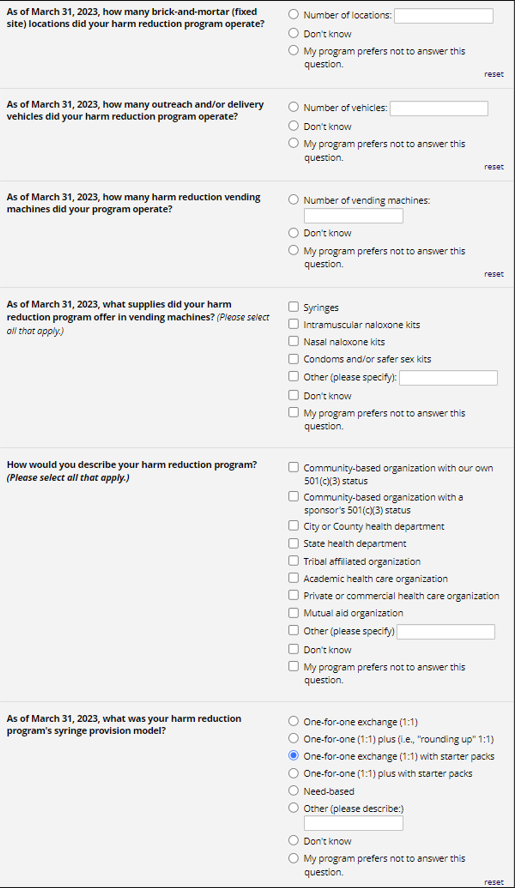 As of March 31, 2023, how many brick-and-mortar (fixed
site) locations did your harm reduction program operate?
Number of locations:
Don't know
My program prefers not to answer this
question.
reset
As of March 31, 2023, how many outreach and/or delivery
vehicles did your harm reduction program operate?
Number of vehicles:
Don't know
My program prefers not to answer this
question.
reset
As of March 31, 2023, how many harm reduction vending
machines did your program operate?
Number of vending machines:
Don't know
My program prefers not to answer this
question.
reset
As of March 31, 2023, what supplies did your harm
reduction program offer in vending machines? (Please select
all that apply.)
Syringes
Intramuscular naloxone kits
Nasal naloxone kits
Condoms and/or safer sex kits
Other (please specify):
Don't know
My program prefers not to answer this
question.
How would you describe your harm reduction program?
(Please select all that apply.)
Community-based organization with our own
501(c)(3) status
Community-based organization with a
sponsor's 501(c)(3) status
City or County health department
State health department
Tribal affiliated organization
Academic health care organization
Private or commercial health care organization
Mutual aid organization
Other (please specify)
Don't know
My program prefers not to answer this
question.
As of March 31, 2023, what was your harm reduction
program's syringe provision model?
One-for-one exchange (1:1)
One-for-one (1:1) plus (i.e., "rounding up" 1:1)
One-for-one exchange (1:1) with starter packs
One-for-one (1:1) plus with starter packs
Need-based
Other (please describe:)
Don't know
My program prefers not to answer this
question.
reset